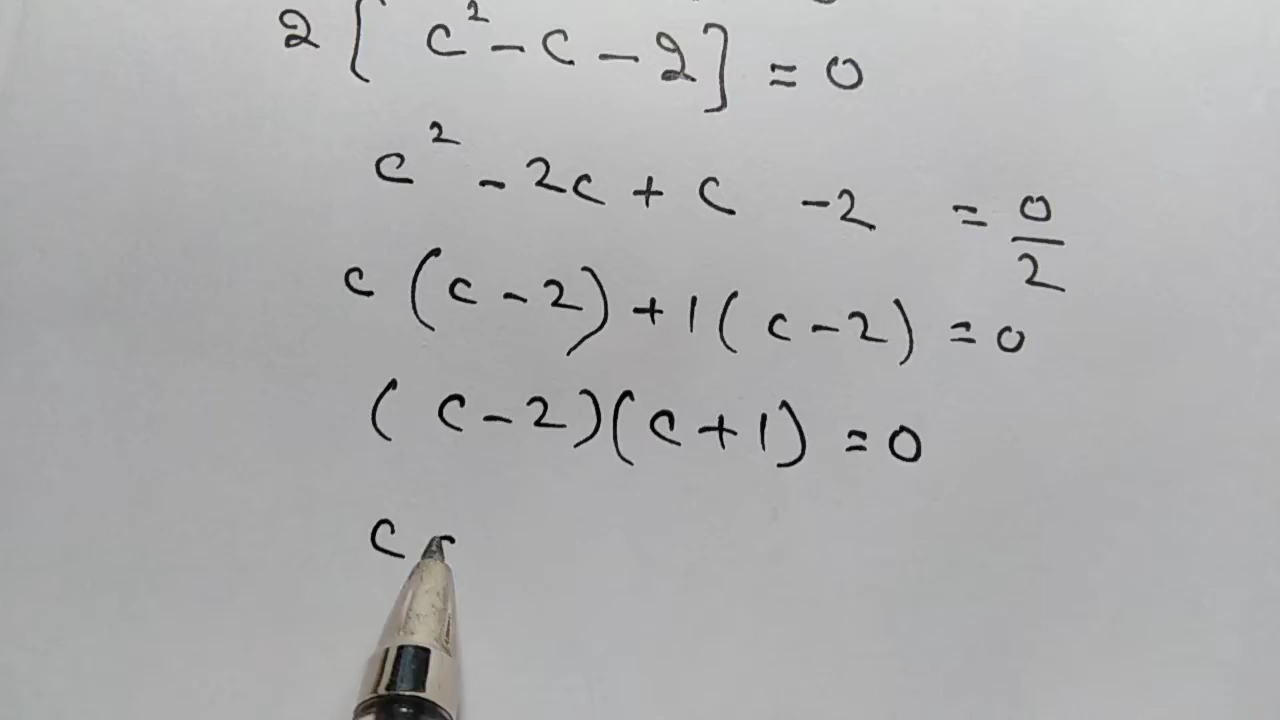 2 [ c² - c - 2 ] = 0
c² - 2c + c - 2 = 0/2
c (c - 2) + 1 (c - 2) = 0
(c - 2)(c + 1) = 0
c